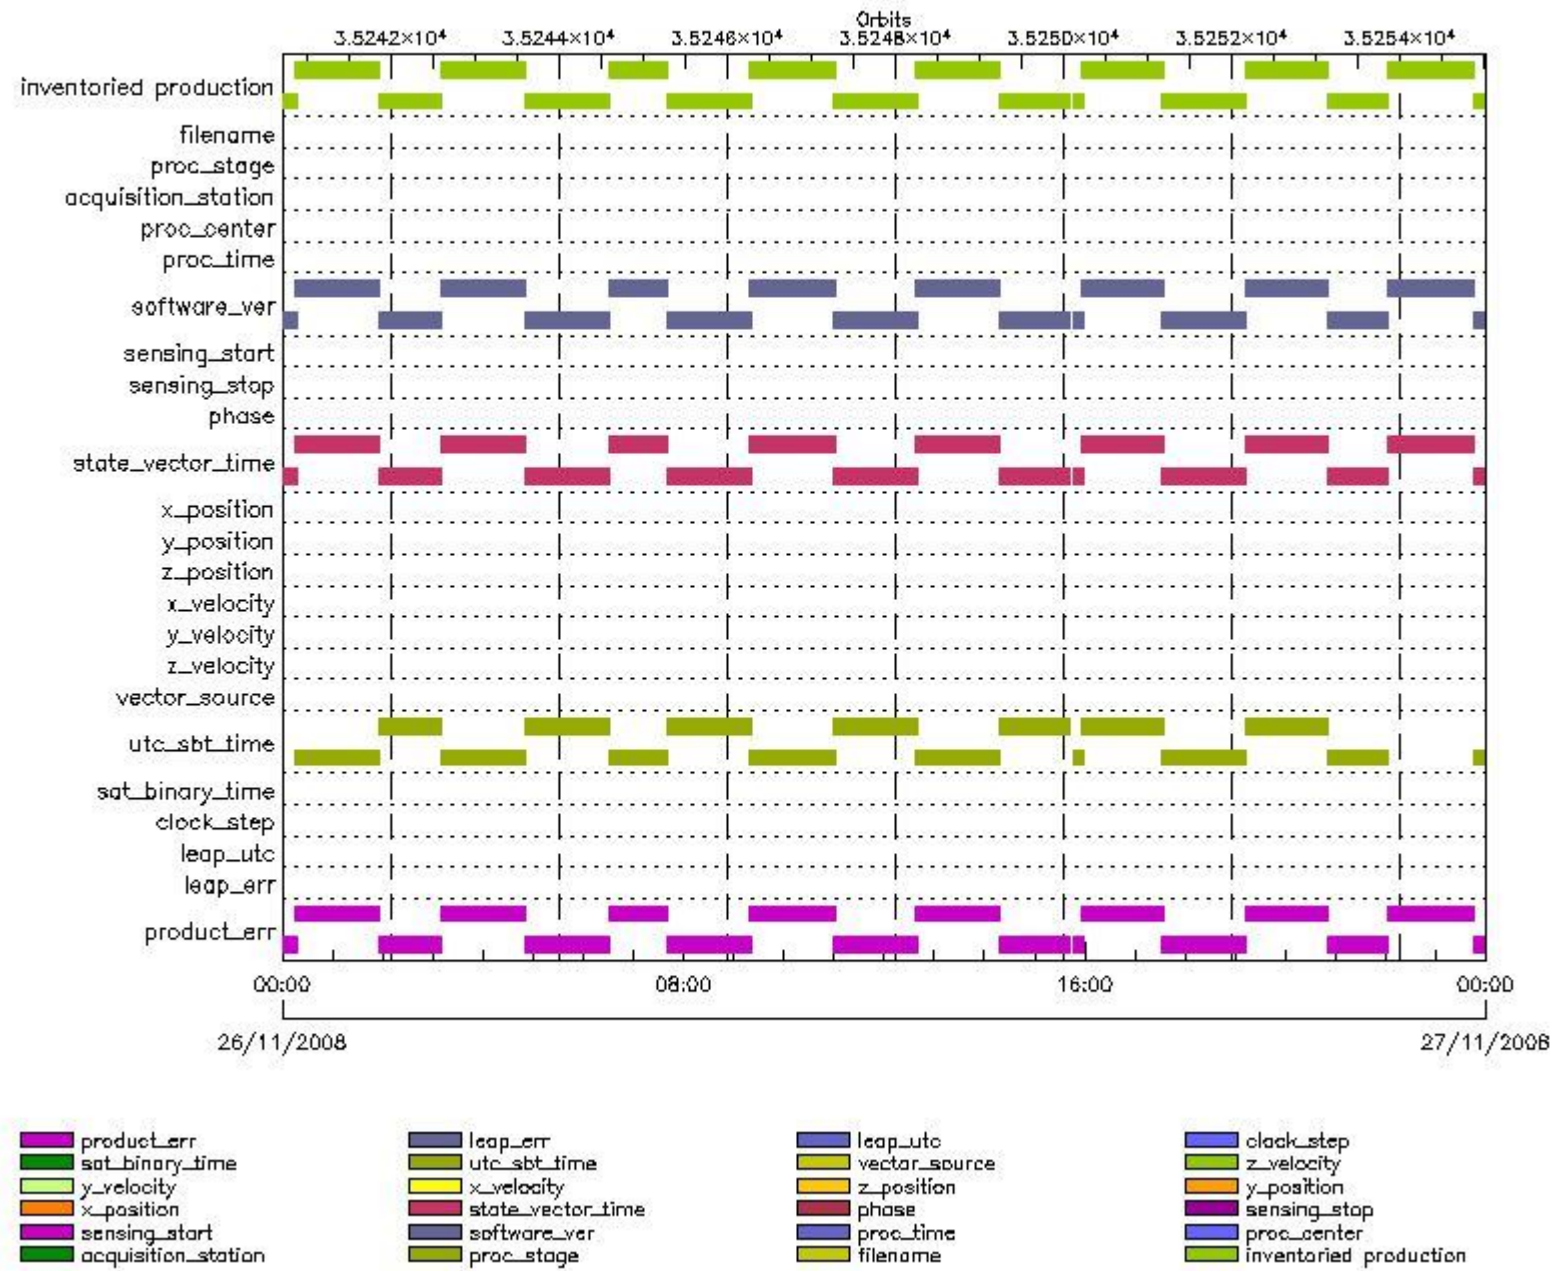 Orbits
3.5242×10⁴ 3.5244×10⁴ 3.5246×10⁴ 3.5248×10⁴ 3.5250×10⁴ 3.5252×10⁴ 3.5254×10⁴
inventoried production
filename
proc_stage
acquisition_station
proc_center
proc_time
software_ver
sensing_start
sensing_stop
phase
state_vector_time
x_position
y_position
z_position
x_velocity
y_velocity
z_velocity
vector_source
utc_sbt_time
sat_binary_time
clock_step
leap_utc
leap_err
product_err
00:00 08:00 16:00 00:00
26/11/2008 27/11/2008
product_err leap_err leap_utc clock_step
sat_binary_time utc_sbt_time vector_source z_velocity
y_velocity x_velocity z_position y_position
x_position state_vector_time phase sensing_stop
sensing_start software_ver proc_time proc_center
acquisition_station proc_stage filename inventoried production